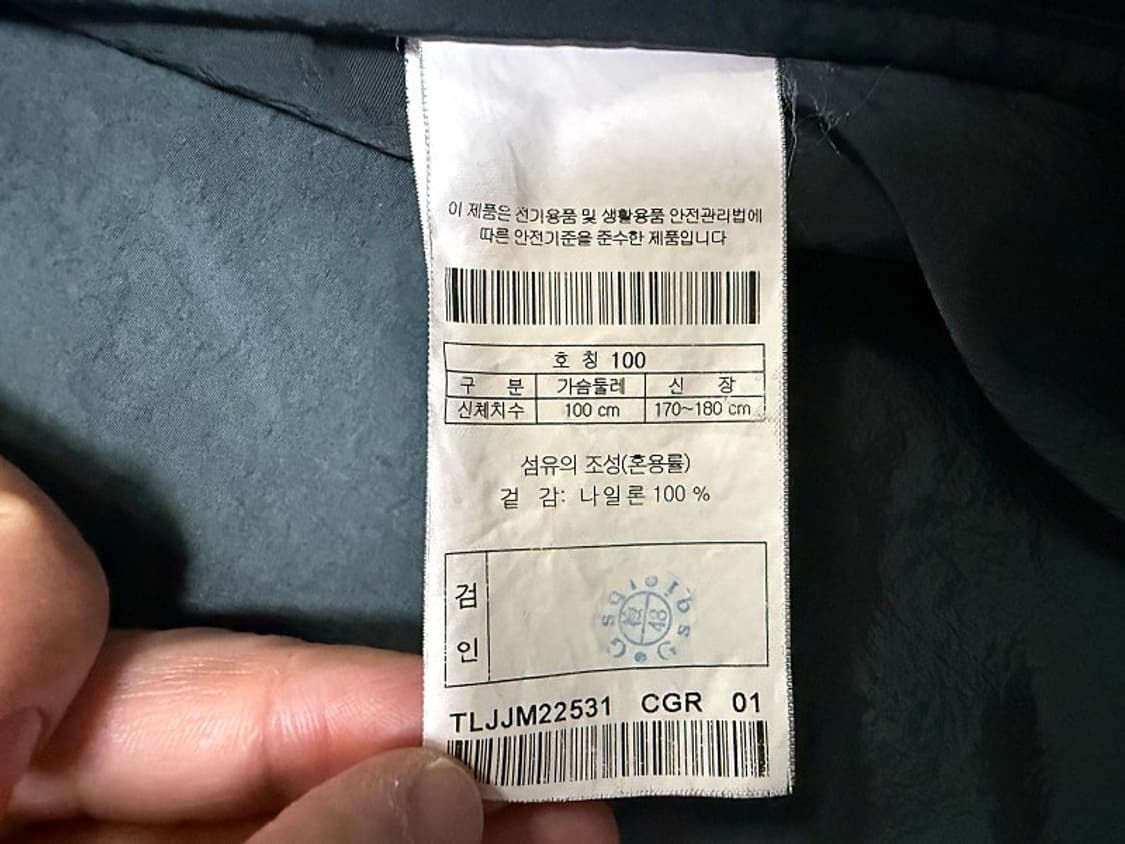 이 제품은 전기용품 및 생활용품 안전관리법에
따른 안전기준을 준수한 제품입니다
호 칭 100
구 분 가슴둘레 신 장
신체치수 100 cm 170~180 cm
섬유의 조성(혼용률)
겉 감: 나일론 100 %
검
인
48
TLJJM22531 CGR 01